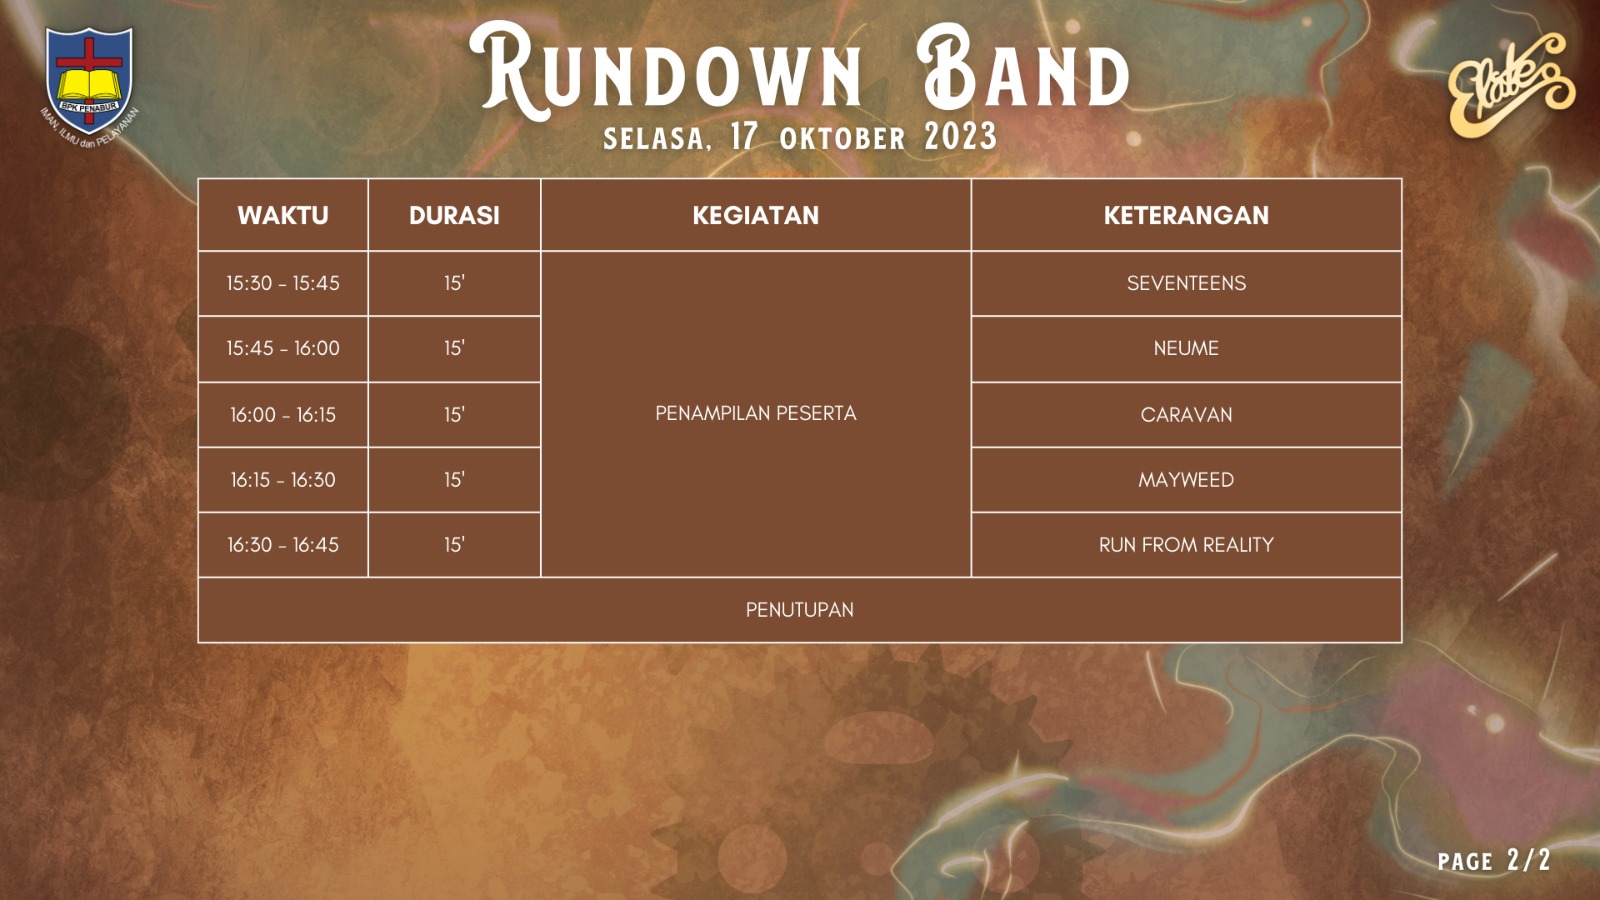 BPK PENABUR
IMAN, ILMU dan PELAYANAN
RUNDOWN BAND
SELASA, 17 OKTOBER 2023
WAKTU DURASI KEGIATAN KETERANGAN
15:30 - 15:45 15' SEVENTEENS
15:45 - 16:00 15' NEUME
16:00 - 16:15 15' PENAMPILAN PESERTA CARAVAN
16:15 - 16:30 15' MAYWEED
16:30 - 16:45 15' RUN FROM REALITY
PENUTUPAN
PAGE 2/2